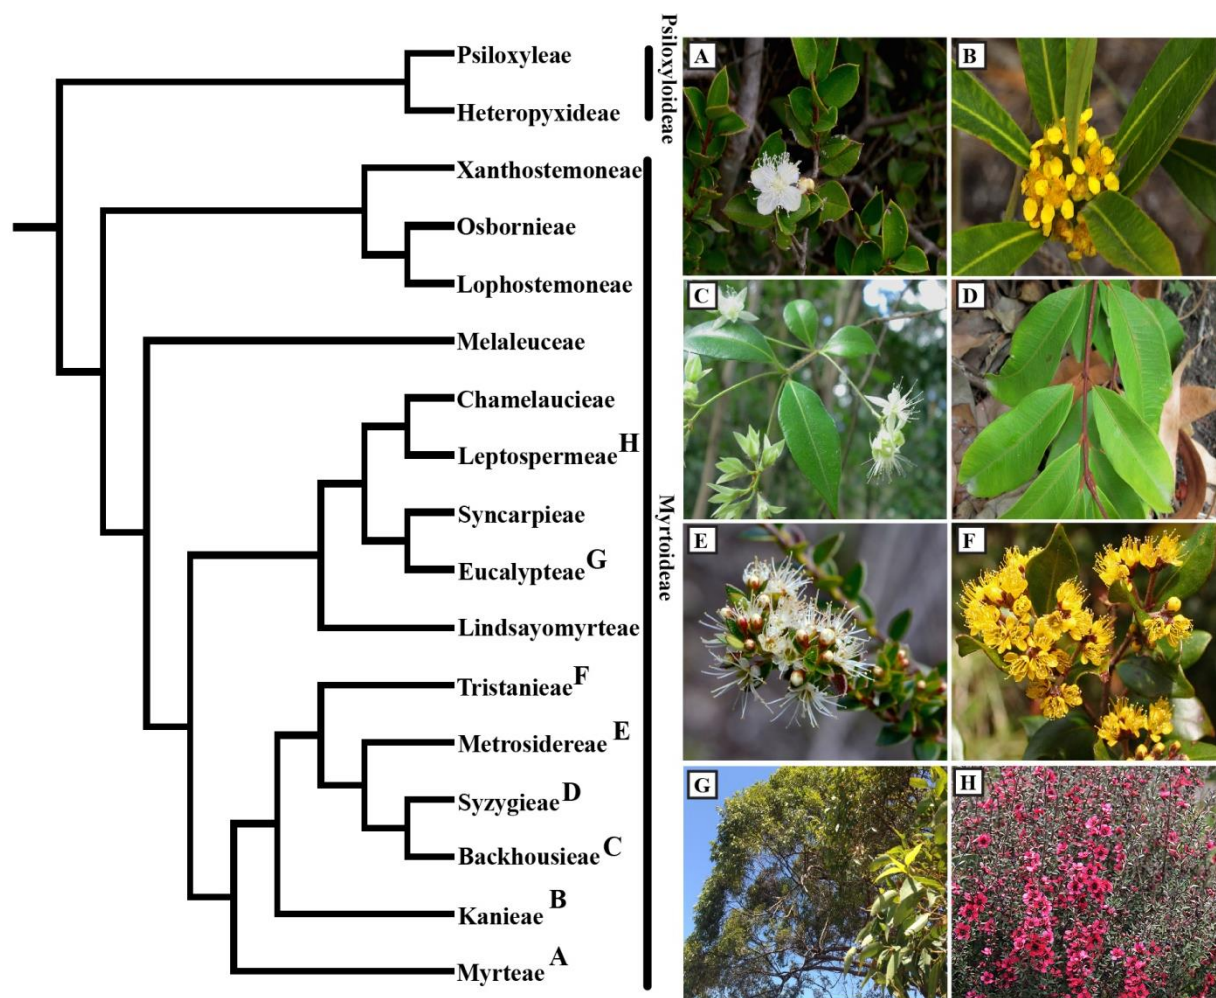 Psiloxyleae
Heteropyxideae
Xanthostemoneae
Osbornieae
Lophostemoneae
Melaleuceae
Chamelaucieae
Leptospermeae H
Syncarpieae
Eucalypteae G
Lindsayomyrteae
Tristanieae F
Metrosidereae E
Syzygieae D
Backhousieae C
Kanieae B
Myrteae A
Psiloxyloideae
Myrtoideae
A
B
C
D
E
F
G
H